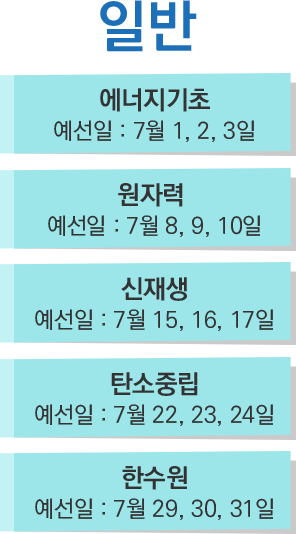 일반
에너지기초
예선일 : 7월 1, 2, 3일
원자력
예선일 : 7월 8, 9, 10일
신재생
예선일 : 7월 15, 16, 17일
탄소중립
예선일 : 7월 22, 23, 24일
한수원
예선일 : 7월 29, 30, 31일